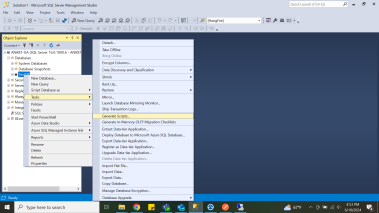 Solution1 - Microsoft SQL Server Management Studio
File Edit View Project Tools Window Help
New Query
Object Explorer
Connect
Databases
System Databases
Database Snapshots
New Database...
New Query
Script Database as
Tasks
Policies
Facets
Start PowerShell
Azure Data Studio
Azure SQL Managed Instance link
Reports
Rename
Delete
Refresh
Properties
Detach...
Take Offline
Bring Online
Encrypt Columns...
Data Discovery and Classification
Shrink
Back Up...
Restore
Mirror...
Launch Database Mirroring Monitor...
Ship Transaction Logs...
Generate Scripts...
Generate In-Memory OLTP Migration Checklists
Extract Data-tier Application...
Deploy Database to Microsoft Azure SQL Database...
Export Data-tier Application...
Register as Data-tier Application...
Upgrade Data-tier Application...
Delete Data-tier Application...
Import Flat File...
Import Data...
Export Data...
Copy Database...
Manage Database Encryption...
Database Upgrade
Type here to search